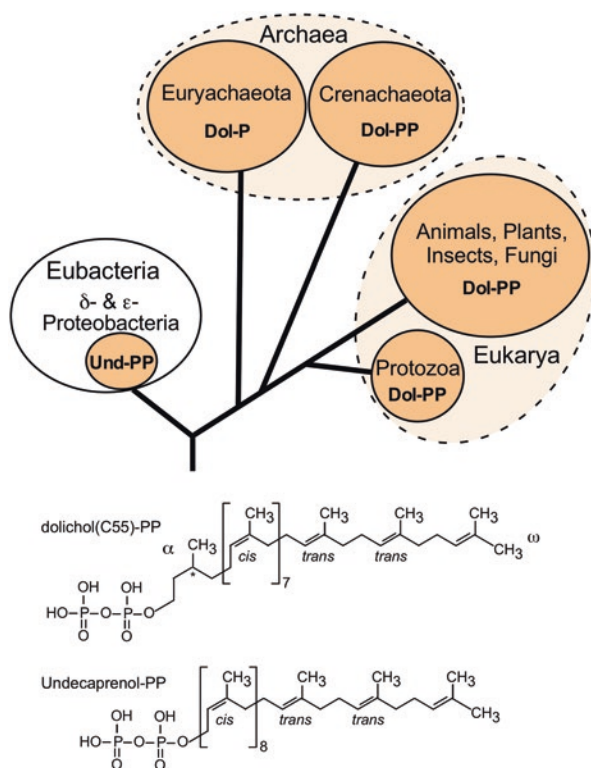 Archaea
Euryachaeota
Dol-P
Crenachaeota
Dol-PP
Animals, Plants,
Insects, Fungi
Dol-PP
Eubacteria
δ- & ε-
Proteobacteria
Und-PP
Protozoa
Dol-PP
Eukarya
dolichol(C55)-PP
α
CH3
*
CH3
cis
7
CH3
trans
CH3
trans
CH3
CH3
ω
OH
OH
HO-P-O-P-O
O
O
Undecaprenol-PP
CH3
cis
8
CH3
trans
CH3
trans
CH3
CH3
OH
OH
HO-P-O-P-O
O
O